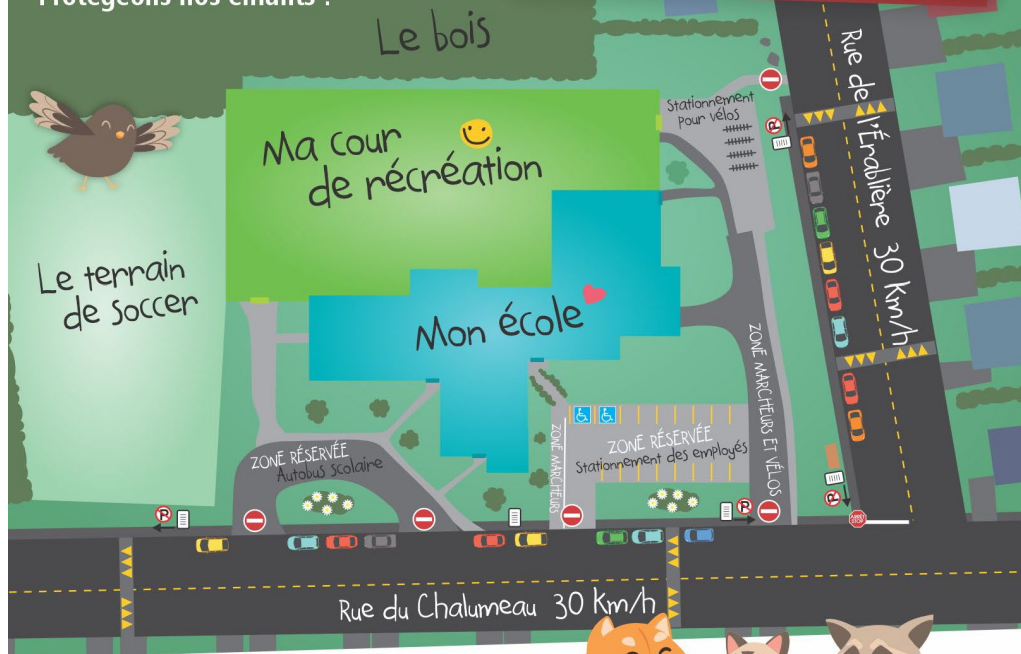 Protégeons nos enfants !
Le bois
Rue de l'Érablière 30 Km/h
Stationnement
pour vélos
Ma cour
de récréation
Le terrain
de soccer
Mon école
ZONE MARCHEURS ET VÉLOS
ZONE RÉSERVÉE
Autobus scolaire
ZONE MARCHEURS
ZONE RÉSERVÉE
Stationnement des employés
P
P
P
P
ARRÊT
STOP
Rue du Chalumeau 30 Km/h